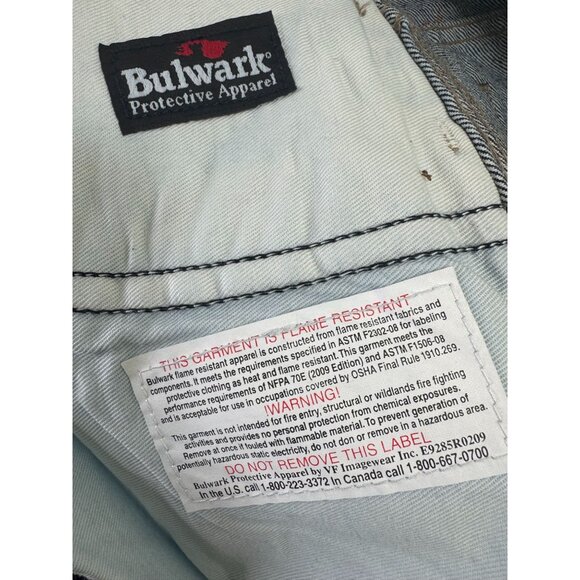 Bulwark®
Protective Apparel
THIS GARMENT IS FLAME RESISTANT
Bulwark flame resistant apparel is constructed from flame resistant fabrics and
components. It meets the requirements specified in ASTM F2302-08 for labeling
protective clothing as heat and flame resistant. This garment meets the
performance requirements of NFPA 70E (2009 Edition) and ASTM F1506-08
and is acceptable for use in occupations covered by OSHA Final Rule 1910.269.
!WARNING!
This garment is not intended for fire entry, structural or wildlands fire fighting
activities and provides no personal protection from chemical exposures.
Remove at once if touled with flammable material. To prevent generation of
potentially hazardous static electricity, do not don or remove in a hazardous area.
DO NOT REMOVE THIS LABEL
Bulwark Protective Apparel by VF Imagewear Inc. E9285R0209
In the U.S. call 1-800-223-3372 In Canada call 1-800-667-0700